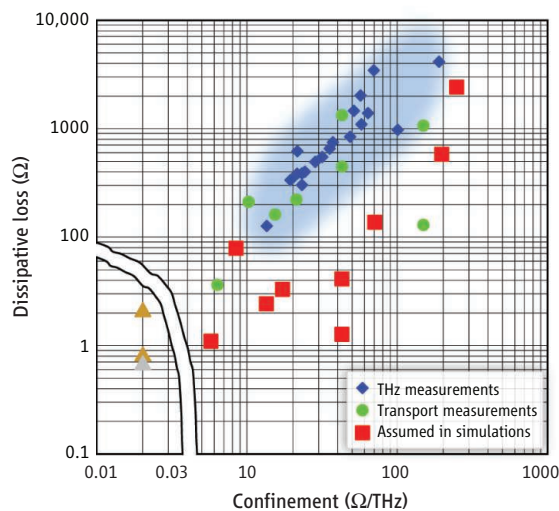 10,000
1000
100
10
1
0.1
Dissipative loss (Ω)
THz measurements
Transport measurements
Assumed in simulations
0.01 0.03 10 100 1000
Confinement (Ω/THz)